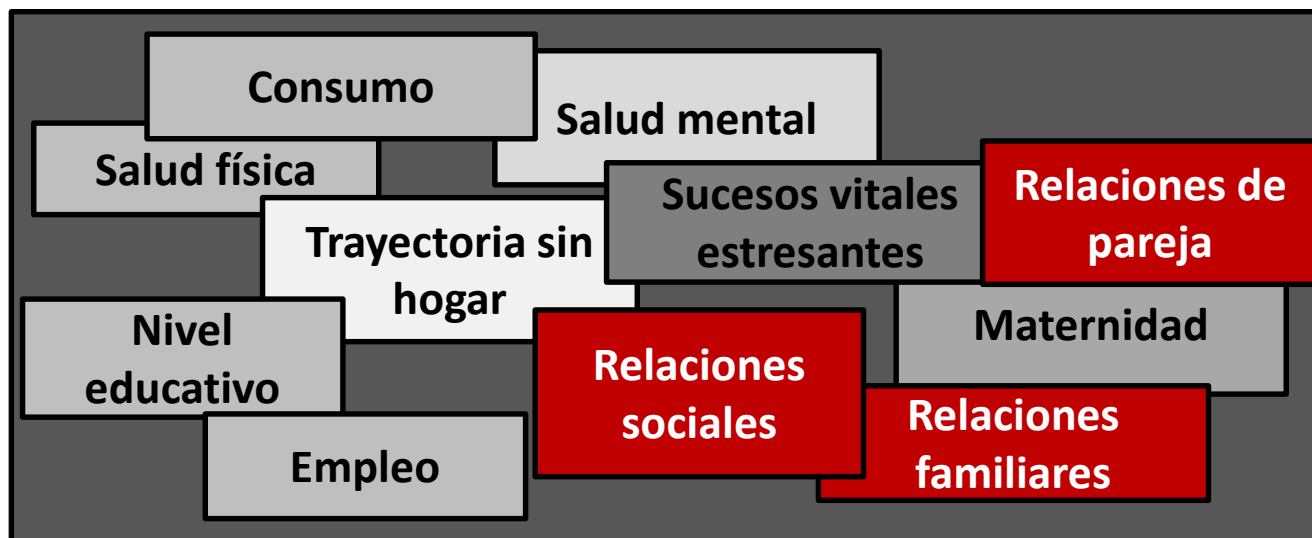 Consumo
Salud mental
Salud física
Sucesos vitales
estresantes
Relaciones de
pareja
Trayectoria sin
hogar
Nivel
educativo
Maternidad
Relaciones
sociales
Relaciones
familiares
Empleo